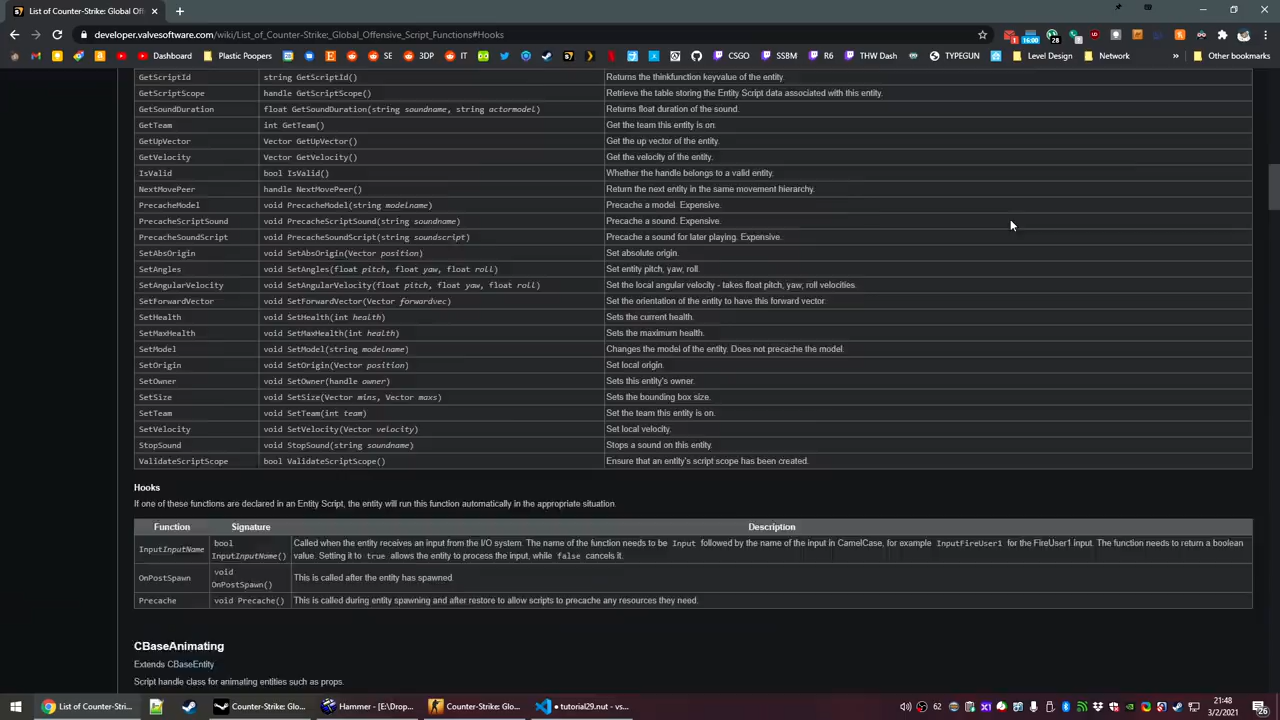 List of Counter-Strike: Global Off
developer.valvesoftware.com/wiki/List_of_Counter-Strike:_Global_Offensive_Script_Functions#Hooks
16:00
28
Dashboard
Plastic Poopers
SE
3DP
IT
CSGO
SSBM
R6
THW Dash
TYPEGUN
»
Level Design
Network
»
Other bookmarks
GetScriptId string GetScriptId() Returns the thinkfunction keyvalue of the entity.
GetScriptScope handle GetScriptScope() Retrieve the table storing the Entity Script data associated with this entity.
GetSoundDuration float GetSoundDuration(string soundname, string actormodel) Returns float duration of the sound.
GetTeam int GetTeam() Get the team this entity is on.
GetUpVector Vector GetUpVector() Get the up vector of the entity.
GetVelocity Vector GetVelocity() Get the velocity of the entity.
IsValid bool IsValid() Whether the handle belongs to a valid entity.
NextMovePeer handle NextMovePeer() Return the next entity in the same movement hierarchy.
PrecacheModel void PrecacheModel(string modelname) Precache a model. Expensive.
PrecacheScriptSound void PrecacheScriptSound(string soundname) Precache a sound. Expensive.
PrecacheSoundScript void PrecacheSoundScript(string soundscript) Precache a sound for later playing. Expensive.
SetAbsOrigin void SetAbsOrigin(Vector position) Set absolute origin.
SetAngles void SetAngles(float pitch, float yaw, float roll) Set entity pitch, yaw, roll.
SetAngularVelocity void SetAngularVelocity(float pitch, float yaw, float roll) Set the local angular velocity - takes float pitch, yaw, roll velocities.
SetForwardVector void SetForwardVector(Vector forwardvec) Set the orientation of the entity to have this forward vector.
SetHealth void SetHealth(int health) Sets the current health.
SetMaxHealth void SetMaxHealth(int health) Sets the maximum health.
SetModel void SetModel(string modelname) Changes the model of the entity. Does not precache the model.
SetOrigin void SetOrigin(Vector position) Set local origin.
SetOwner void SetOwner(handle owner) Sets this entity's owner.
SetSize void SetSize(Vector mins, Vector maxs) Sets the bounding box size.
SetTeam void SetTeam(int team) Set the team this entity is on.
SetVelocity void SetVelocity(Vector velocity) Set local velocity.
StopSound void StopSound(string soundname) Stops a sound on this entity.
ValidateScriptScope bool ValidateScriptScope() Ensure that an entity's script scope has been created.
Hooks
If one of these functions are declared in an Entity Script, the entity will run this function automatically in the appropriate situation.
Function Signature Description
InputInputName bool InputInputName() Called when the entity receives an input from the I/O system. The name of the function needs to be Input followed by the name of the input in CamelCase, for example InputFireUser1 for the FireUser1 input. The function needs to return a boolean
value. Setting it to true allows the entity to process the input, while false cancels it.
OnPostSpawn void OnPostSpawn() This is called after the entity has spawned.
Precache void Precache() This is called during entity spawning and after restore to allow scripts to precache any resources they need.
CBaseAnimating
Extends CBaseEntity
Script handle class for animating entities such as props.
List of Counter-Stri...
Counter-Strike: Glo...
Hammer - [E:\Drop...
Counter-Strike: Glo...
• tutorial29.nut - vs...
62
21:48
3/2/2021